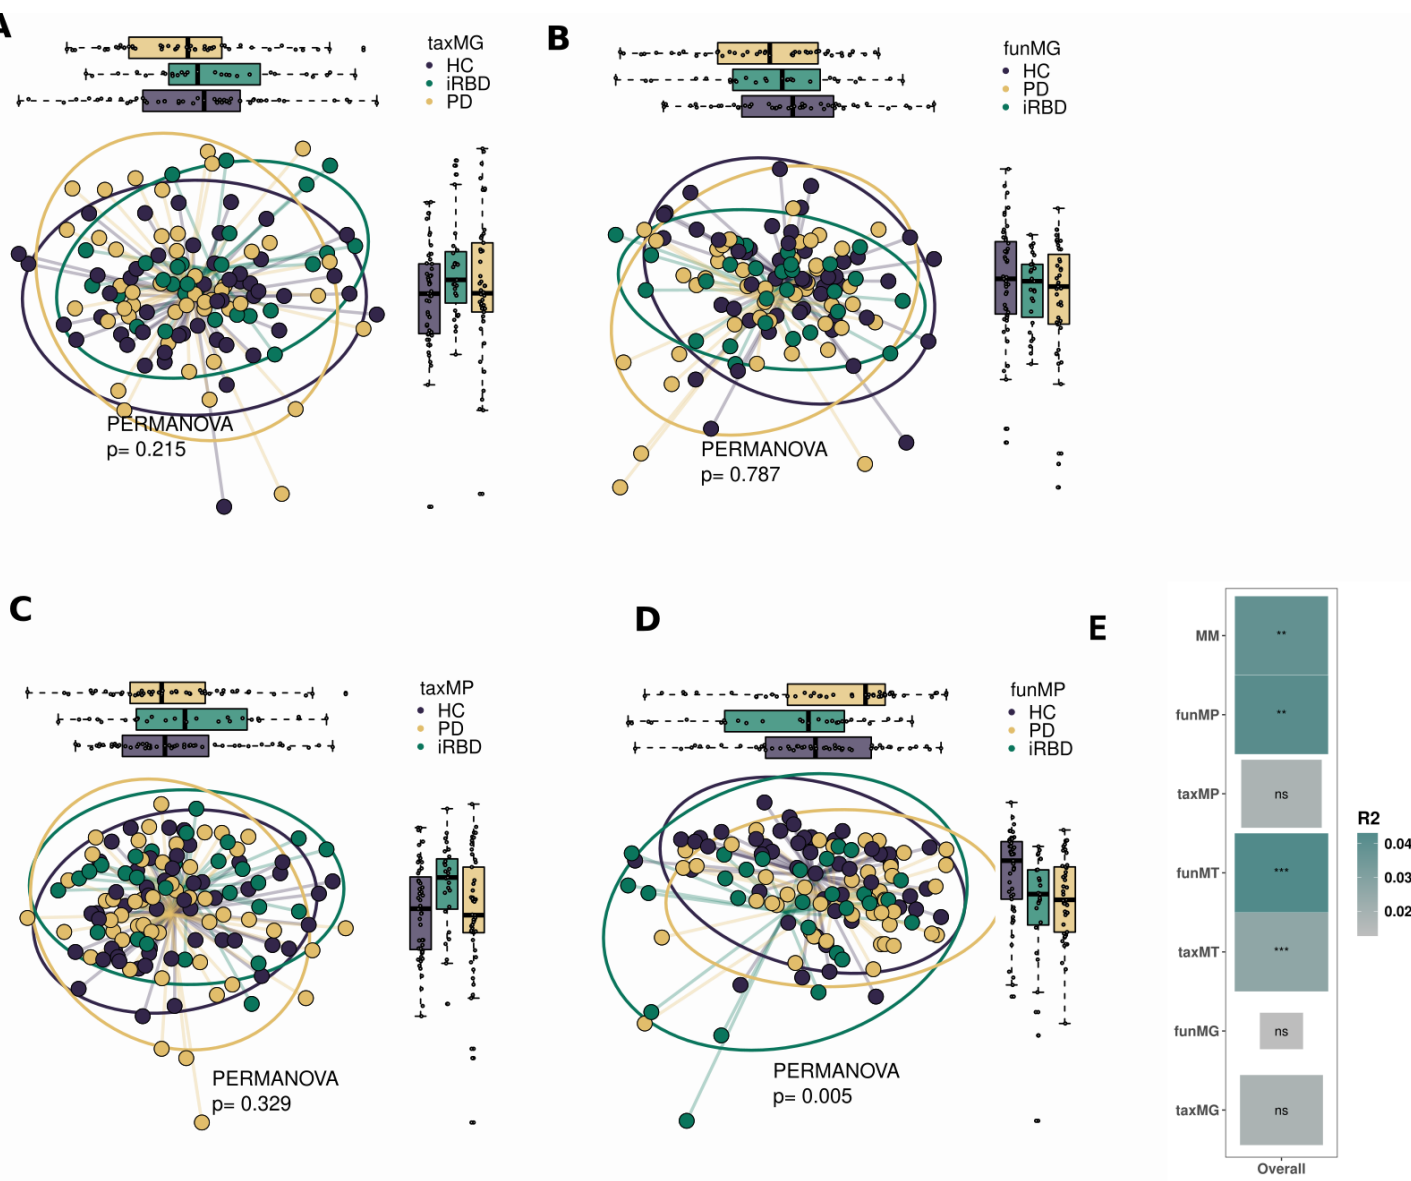 A
taxMG
HC
iRBD
PD
PERMANOVA
p= 0.215
B
funMG
HC
PD
iRBD
PERMANOVA
p= 0.787
C
taxMP
HC
PD
iRBD
PERMANOVA
p= 0.329
D
funMP
HC
PD
iRBD
PERMANOVA
p= 0.005
E
MM
**
funMP
**
taxMP
ns
funMT
***
taxMT
***
funMG
ns
taxMG
ns
Overall
R2
0.04
0.03
0.02